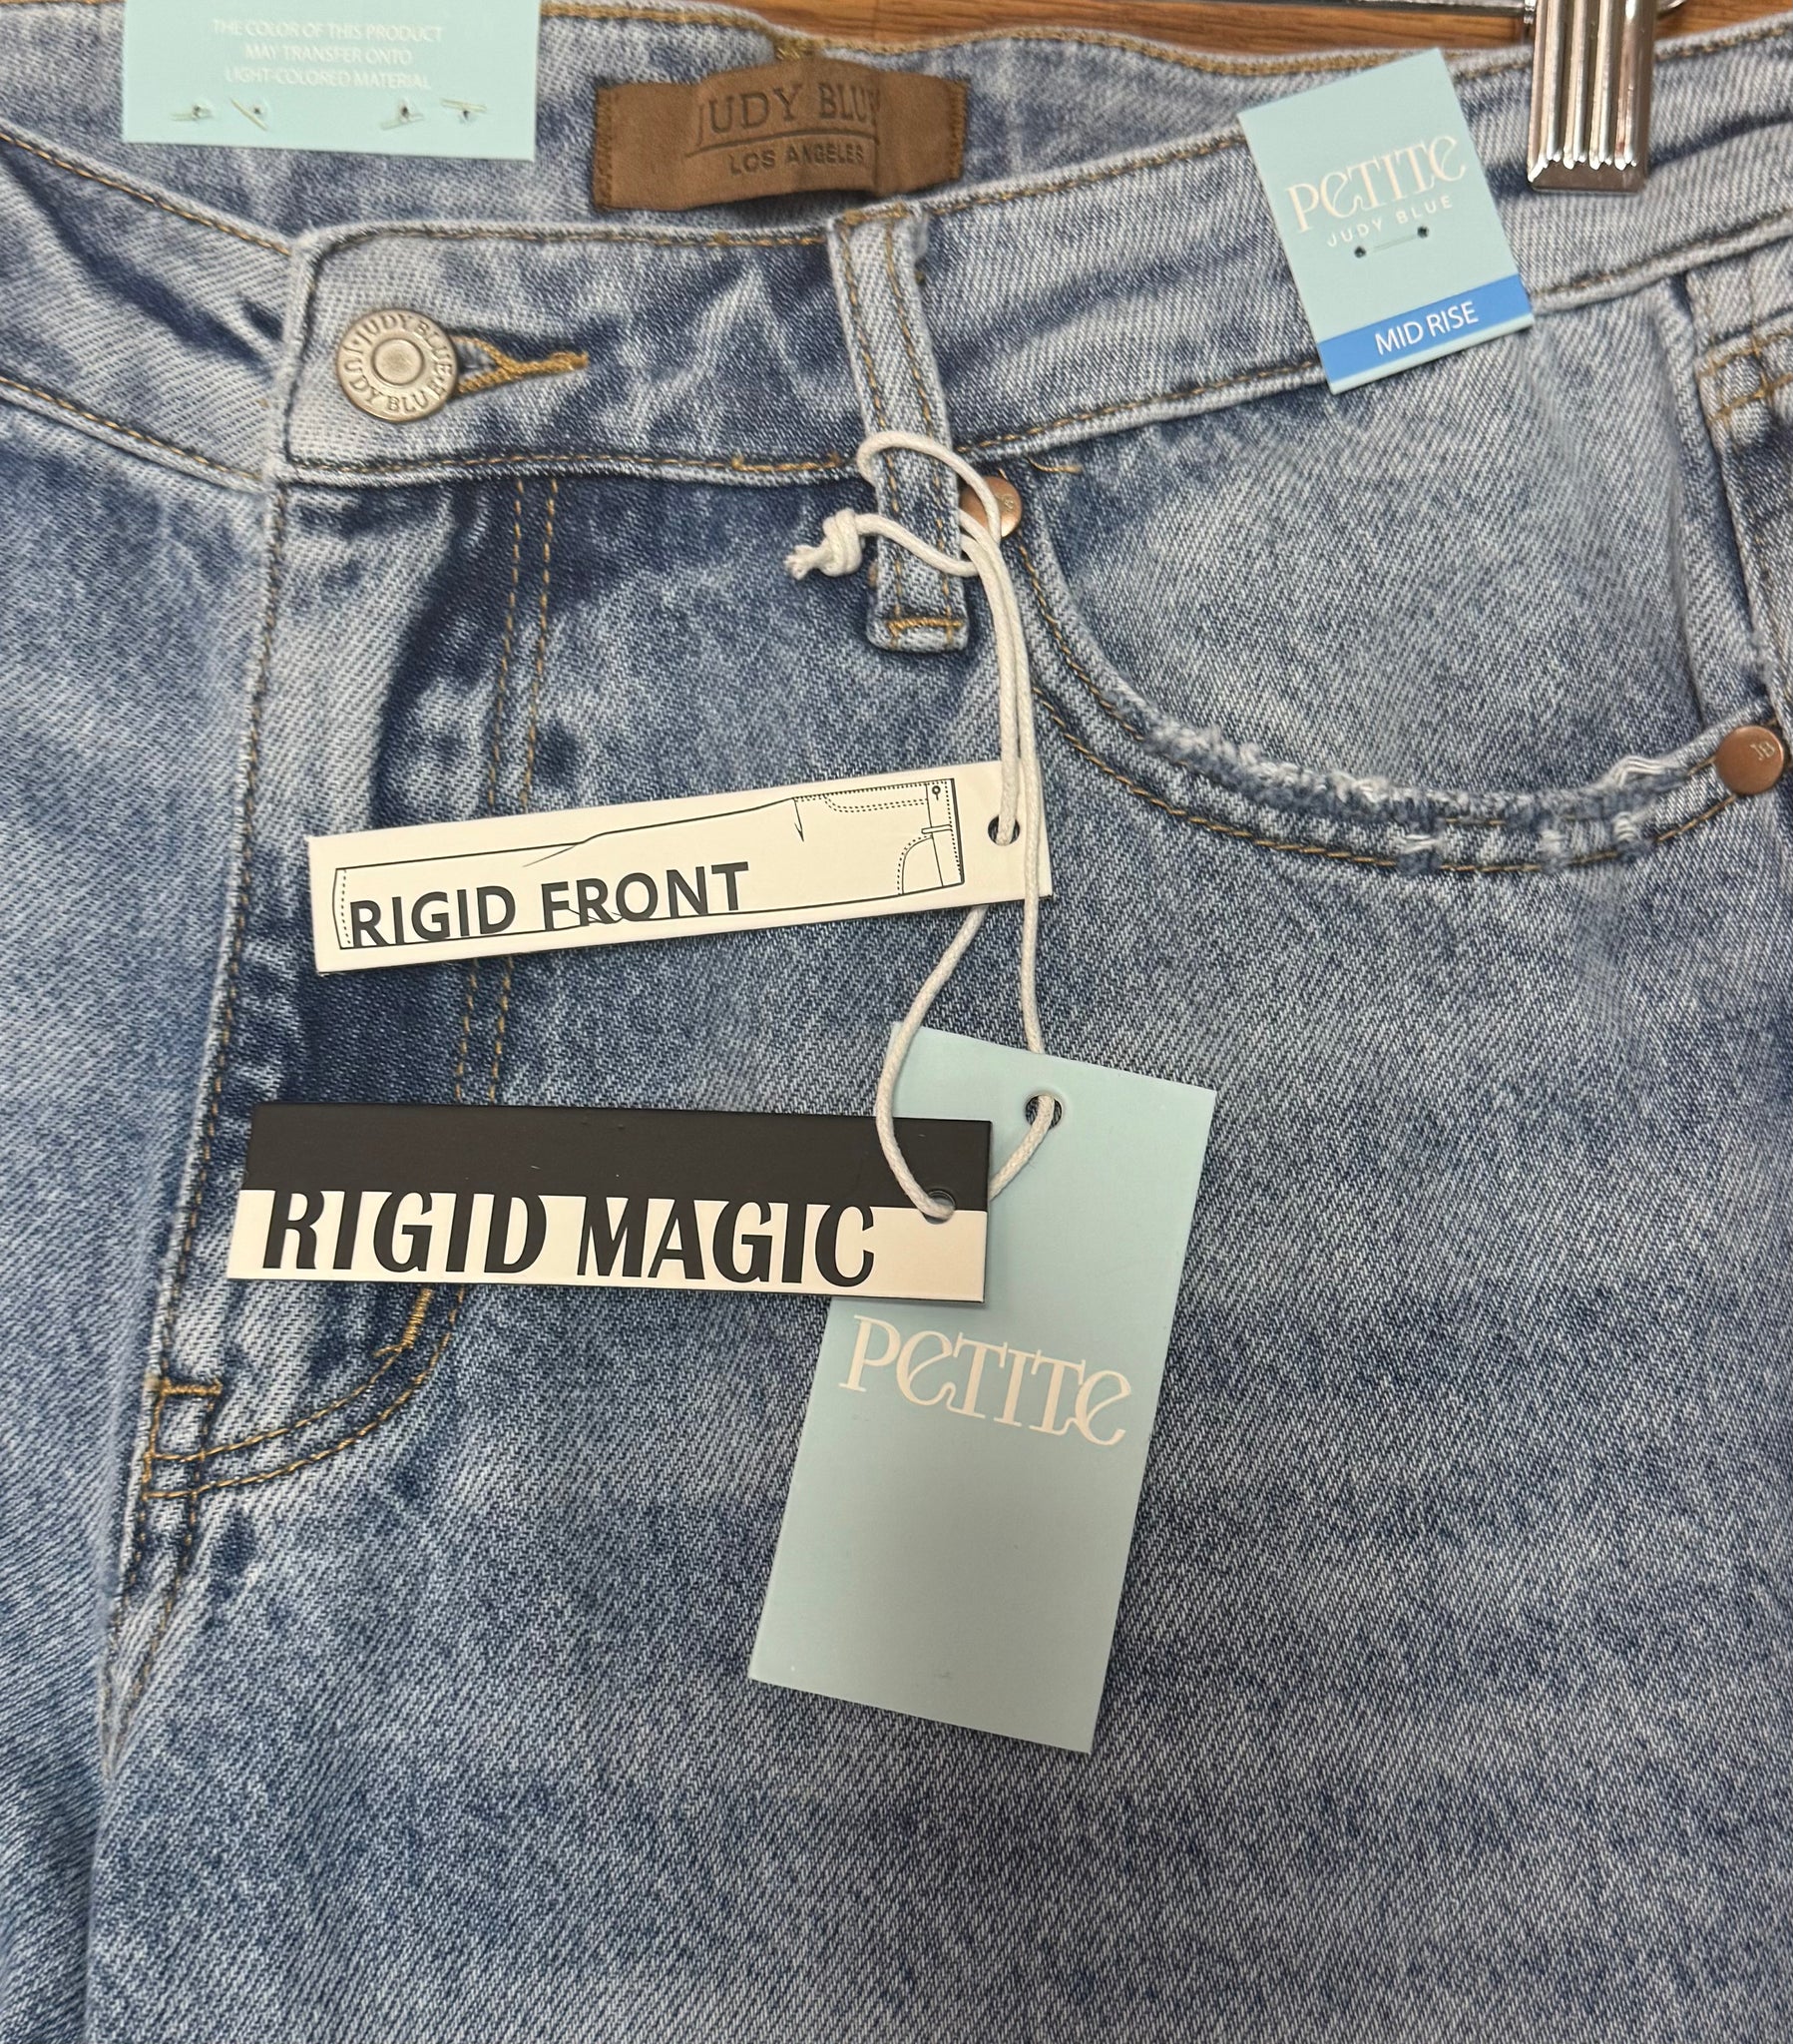 THE COLOR OF THIS PRODUCT
MAY TRANSFER ONTO
LIGHT-COLORED MATERIAL
JUDY BLUE
LOS ANGELES
PETITE
JUDY BLUE
MID RISE
JUDY BLUE • JUDY BLUE •
JB
RIGID FRONT
RIGID MAGIC
PETITE